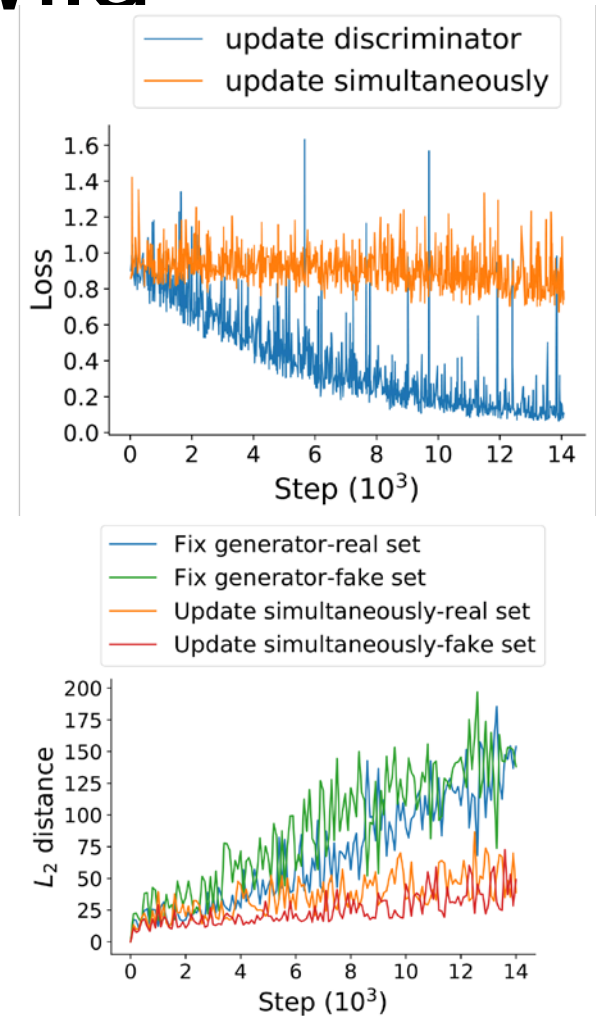 update discriminator
update simultaneously
1.6
1.4
1.2
1.0
0.8
0.6
0.4
0.2
0.0
Loss
0 2 4 6 8 10 12 14
Step (10³)
Fix generator-real set
Fix generator-fake set
Update simultaneously-real set
Update simultaneously-fake set
200
175
150
125
100
75
50
25
0
L₂ distance
0 2 4 6 8 10 12 14
Step (10³)